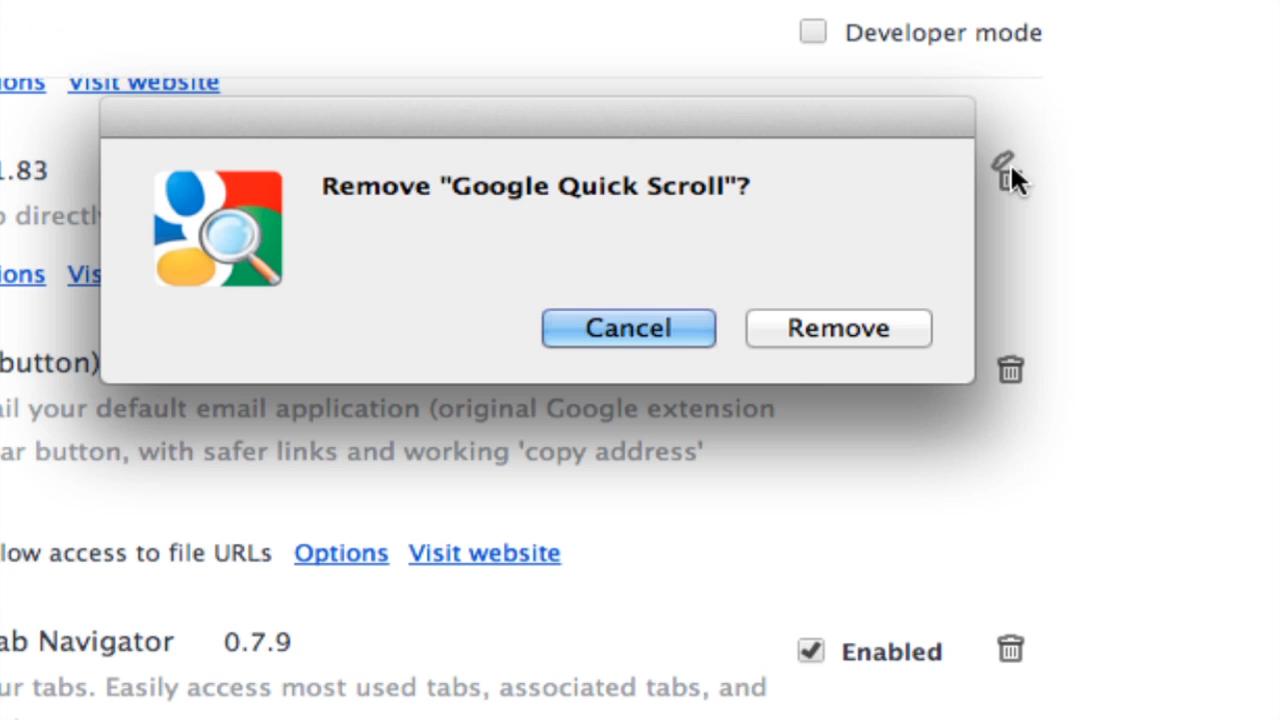 Developer mode
ions Visit website
1.83
Remove "Google Quick Scroll"?
o directly
ions Vis
Cancel Remove
button)
ail your default email application (original Google extension
ar button, with safer links and working 'copy address'
low access to file URLs Options Visit website
ab Navigator 0.7.9
Enabled
ur tabs. Easily access most used tabs, associated tabs, and